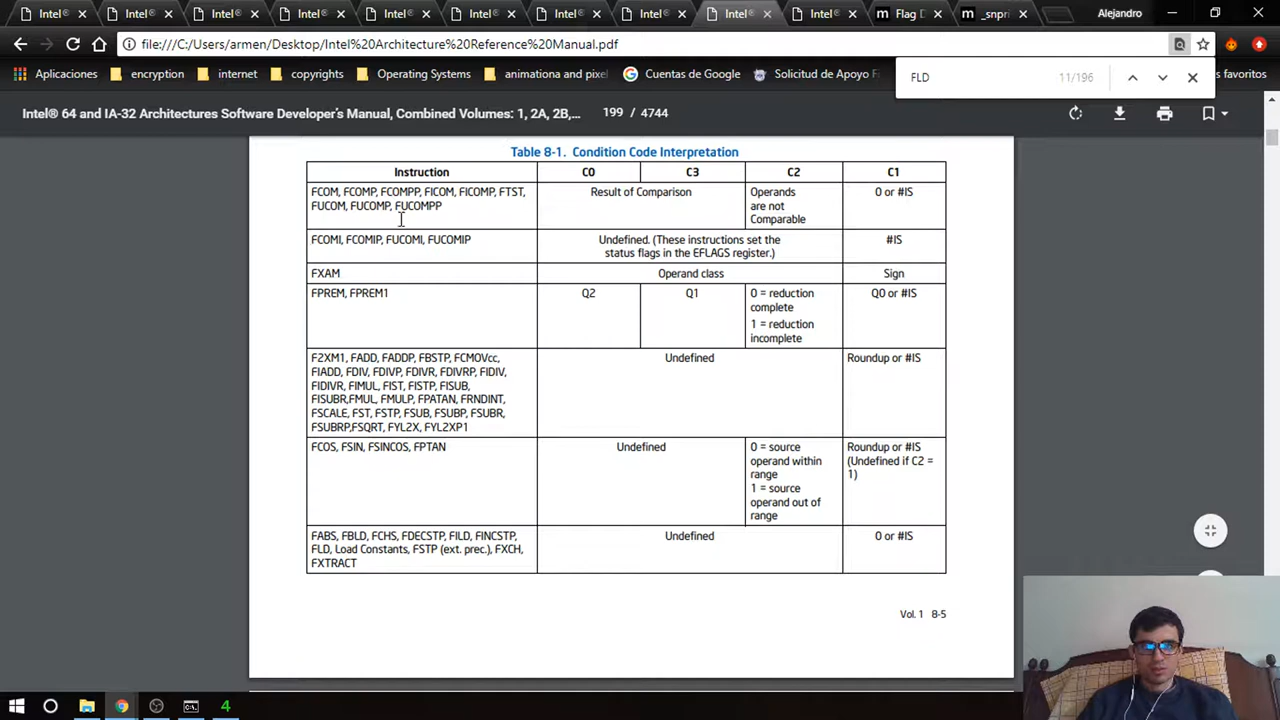 Intel® Intel® Intel® Intel® Intel® Intel® Intel® Intel® Intel® Intel® Flag D _snpri Alejandro
file:///C:/Users/armen/Desktop/Intel%20Architecture%20Reference%20Manual.pdf
Aplicaciones encryption internet copyrights Operating Systems animationa and pixel Cuentas de Google Solicitud de Apoyo Fi s favoritos
FLD 11/196
Intel® 64 and IA-32 Architectures Software Developer's Manual, Combined Volumes: 1, 2A, 2B,... 199 / 4744
Table 8-1. Condition Code Interpretation
Instruction C0 C3 C2 C1
FCOM, FCOMP, FCOMPP, FICOM, FICOMP, FTST,
FUCOM, FUCOMP, FUCOMPP
Result of Comparison
Operands
are not
Comparable
0 or #IS
FCOMI, FCOMIP, FUCOMI, FUCOMIP
Undefined. (These instructions set the
status flags in the EFLAGS register.)
#IS
FXAM Operand class Sign
FPREM, FPREM1 Q2 Q1
0 = reduction
complete
1 = reduction
incomplete
Q0 or #IS
F2XM1, FADD, FADDP, FBSTP, FCMOVcc,
FIADD, FDIV, FDIVP, FDIVR, FDIVRP, FIDIV,
FIDIVR, FIMUL, FIST, FISTP, FISUB,
FISUBR,FMUL, FMULP, FPATAN, FRNDINT,
FSCALE, FST, FSTP, FSUB, FSUBP, FSUBR,
FSUBRP,FSQRT, FYL2X, FYL2XP1
Undefined
Roundup or #IS
FCOS, FSIN, FSINCOS, FPTAN
Undefined
0 = source
operand within
range
1 = source
operand out of
range
Roundup or #IS
(Undefined if C2 =
1)
FABS, FBLD, FCHS, FDECSTP, FILD, FINCSTP,
FLD, Load Constants, FSTP (ext. prec.), FXCH,
FXTRACT
Undefined
0 or #IS
Vol. 1 8-5